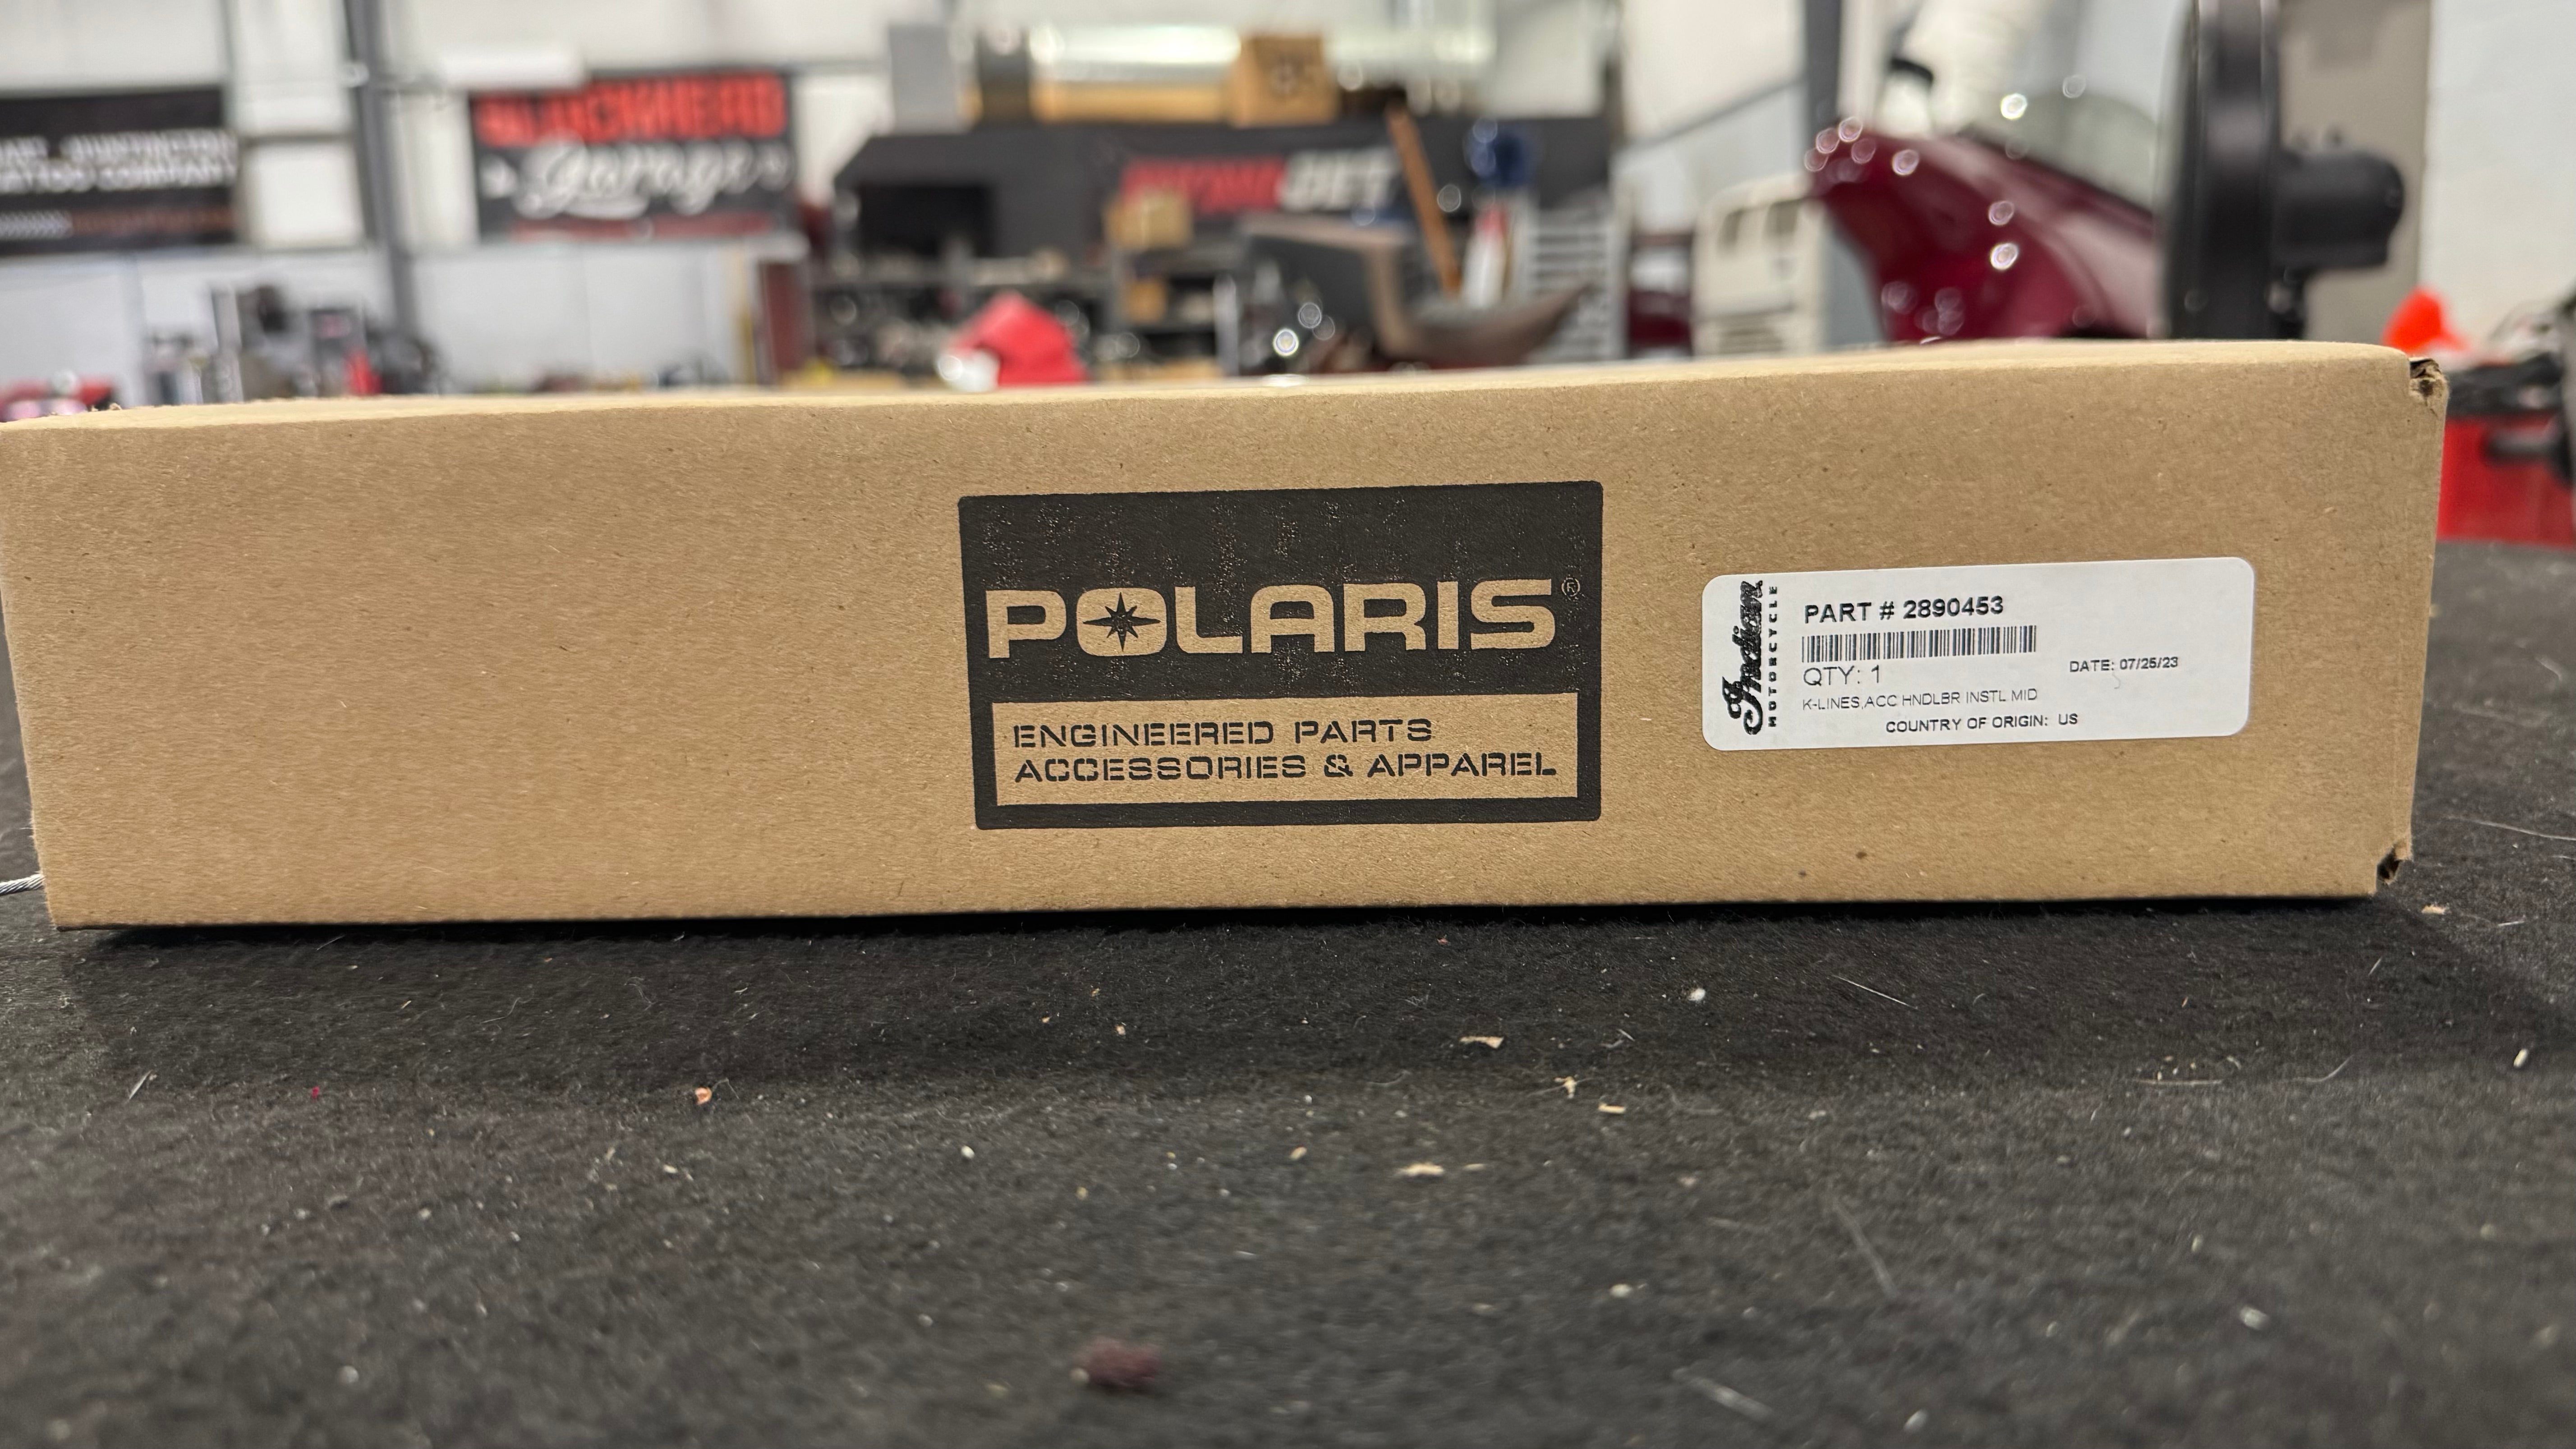 Garage
POLARIS®
ENGINEERED PARTS
ACCESSORIES & APPAREL
Indian
MOTORCYCLE
PART # 2890453
QTY: 1
DATE: 07/25/23
K-LINES,ACC HNDLBR INSTL MID
COUNTRY OF ORIGIN: US